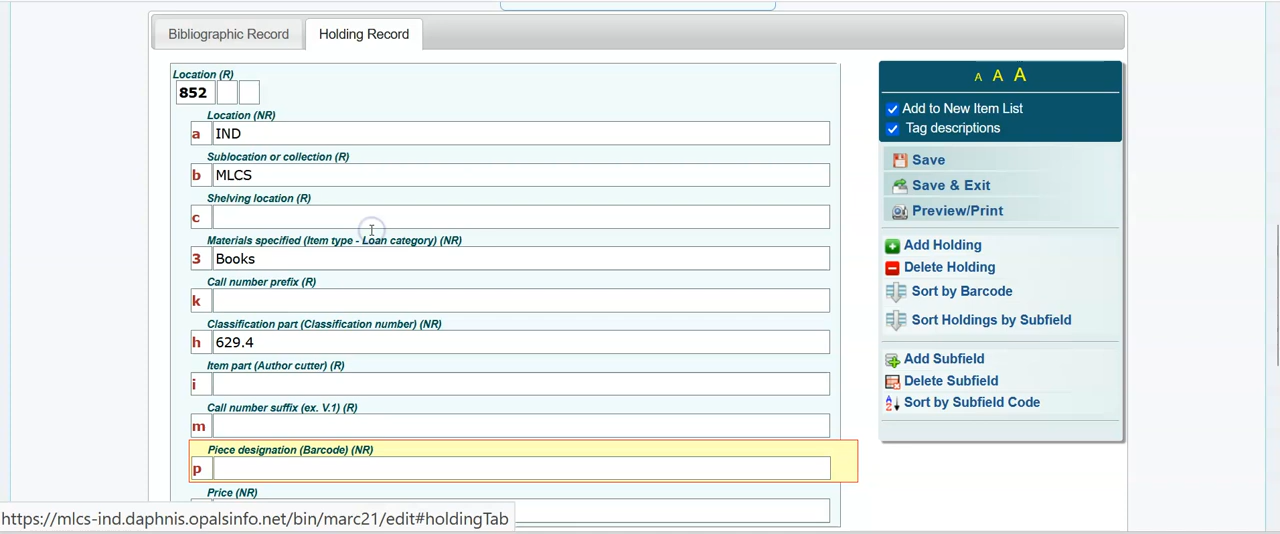 Bibliographic Record Holding Record
Location (R)
852
Location (NR)
a IND
Sublocation or collection (R)
b MLCS
Shelving location (R)
c
Materials specified (Item type - Loan category) (NR)
3 Books
Call number prefix (R)
k
Classification part (Classification number) (NR)
h 629.4
Item part (Author cutter) (R)
i
Call number suffix (ex. V.1) (R)
m
Piece designation (Barcode) (NR)
p
Price (NR)
https://mlcs-ind.daphnis.opalsinfo.net/bin/marc21/edit#holdingTab
A A A
Add to New Item List
Tag descriptions
Save
Save & Exit
Preview/Print
Add Holding
Delete Holding
Sort by Barcode
Sort Holdings by Subfield
Add Subfield
Delete Subfield
Sort by Subfield Code